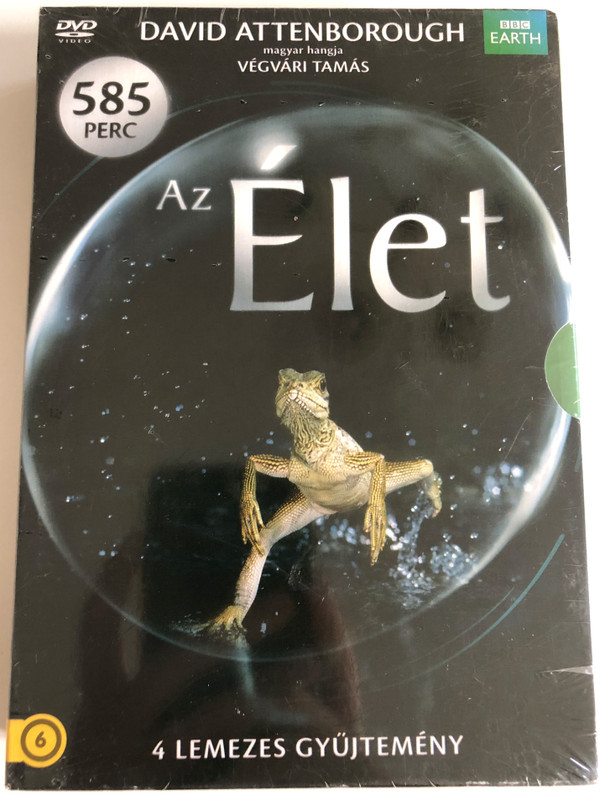 DVD
VIDEO
DAVID ATTENBOROUGH
magyar hangja
VÉGVÁRI TAMÁS
BBC
EARTH
585
PERC
Az Élet
6
4 LEMEZES GYŰJTEMÉNY